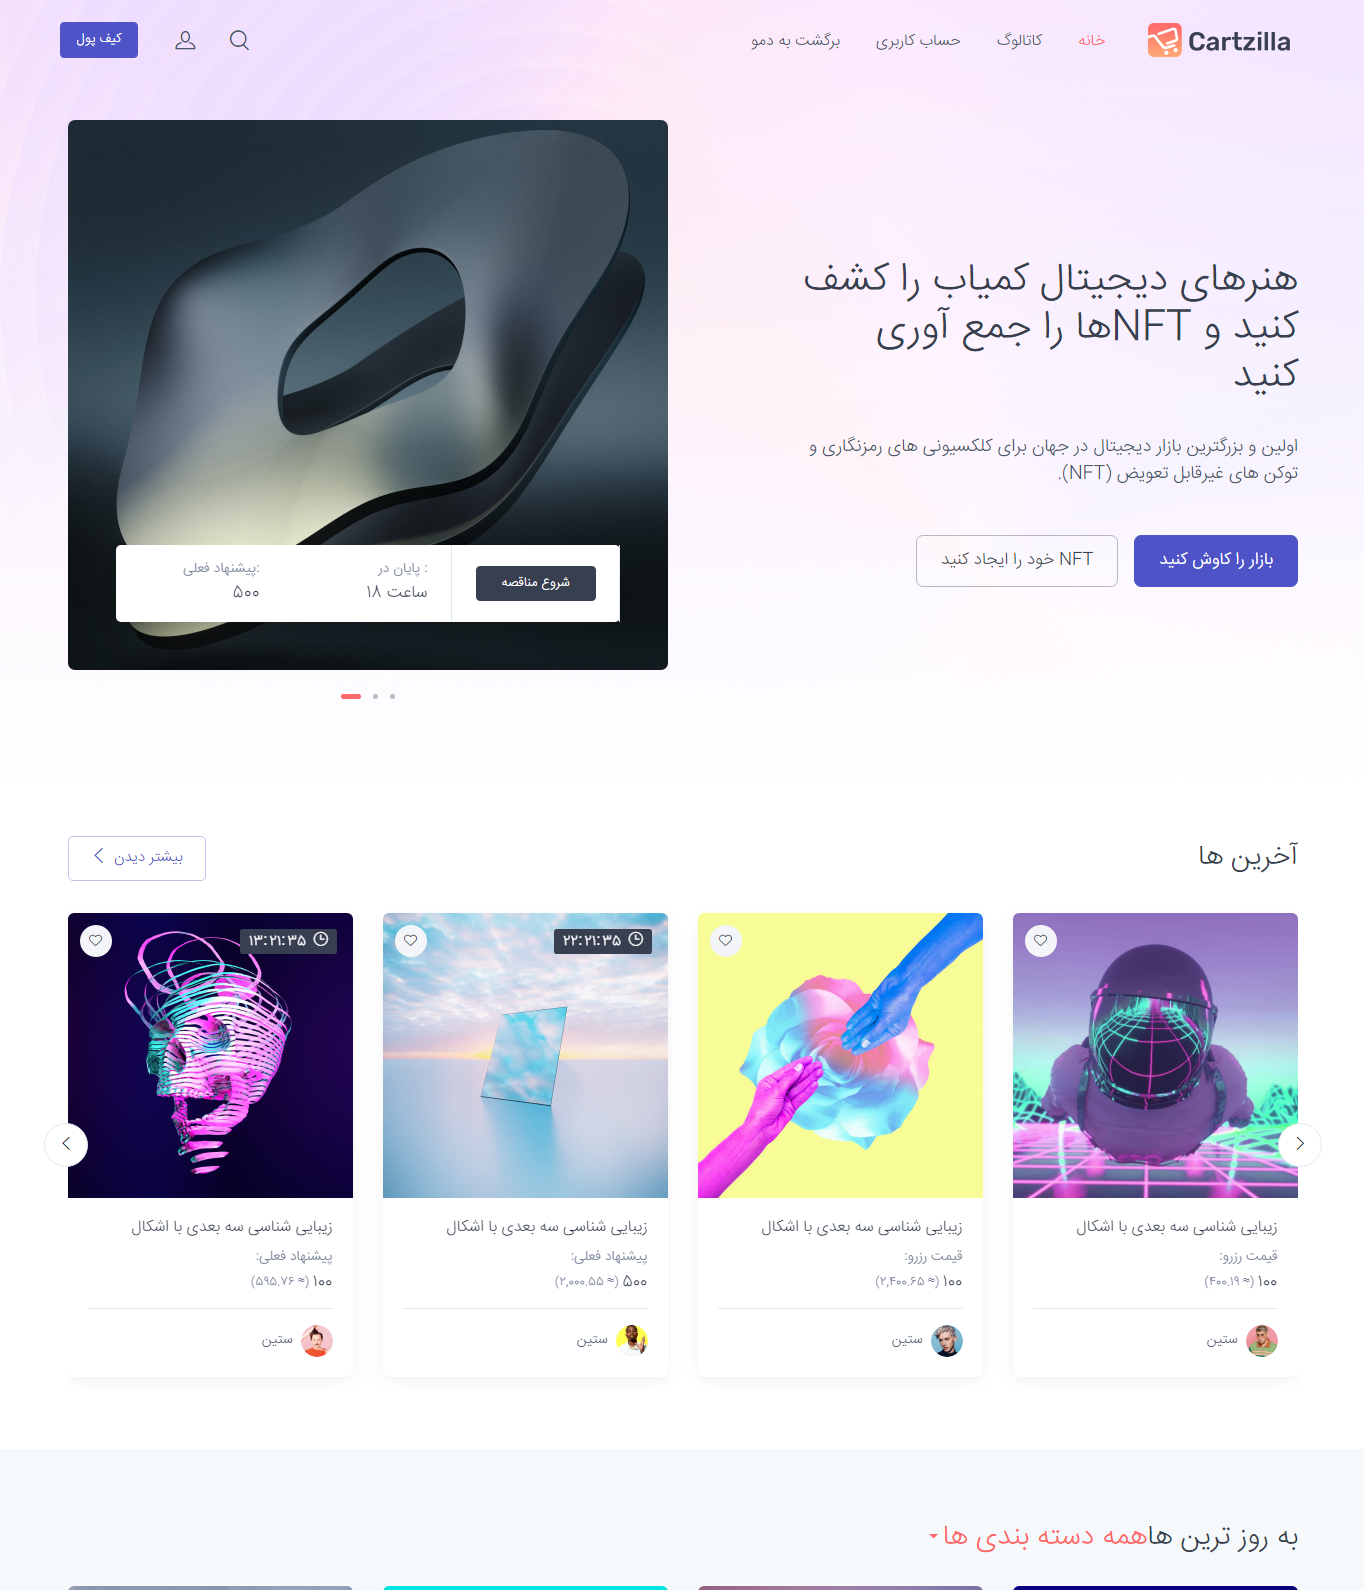 Cartzilla
خانه
کاتالوگ
حساب کاربری
برگشت به دمو
کیف پول
هنرهای دیجیتال کمیاب را کشف
کنید و NFTها را جمع آوری
کنید
اولین و بزرگترین بازار دیجیتال در جهان برای کلکسیونی های رمزنگاری و
توکن های غیرقابل تعویض (NFT).
بازار را کاوش کنید
NFT خود را ایجاد کنید
شروع مناقصه
پایان در :
۱۸ ساعت
پیشنهاد فعلی:
۵۰۰
آخرین ها
بیشتر دیدن
زیبایی شناسی سه بعدی با اشکال
قیمت رزرو:
۱۰۰ (≈ ۴۰۰.۱۹)
ستین
زیبایی شناسی سه بعدی با اشکال
قیمت رزرو:
۱۰۰ (≈ ۲,۴۰۰.۶۵)
ستین
۲۲:۲۱:۳۵
زیبایی شناسی سه بعدی با اشکال
پیشنهاد فعلی:
۵۰۰ (≈ ۲,۰۰۰.۵۵)
ستین
۱۳:۲۱:۳۵
زیبایی شناسی سه بعدی با اشکال
پیشنهاد فعلی:
۱۰۰ (≈ ۵۹۵.۷۶)
ستین
به روز ترین هاهمه دسته بندی ها